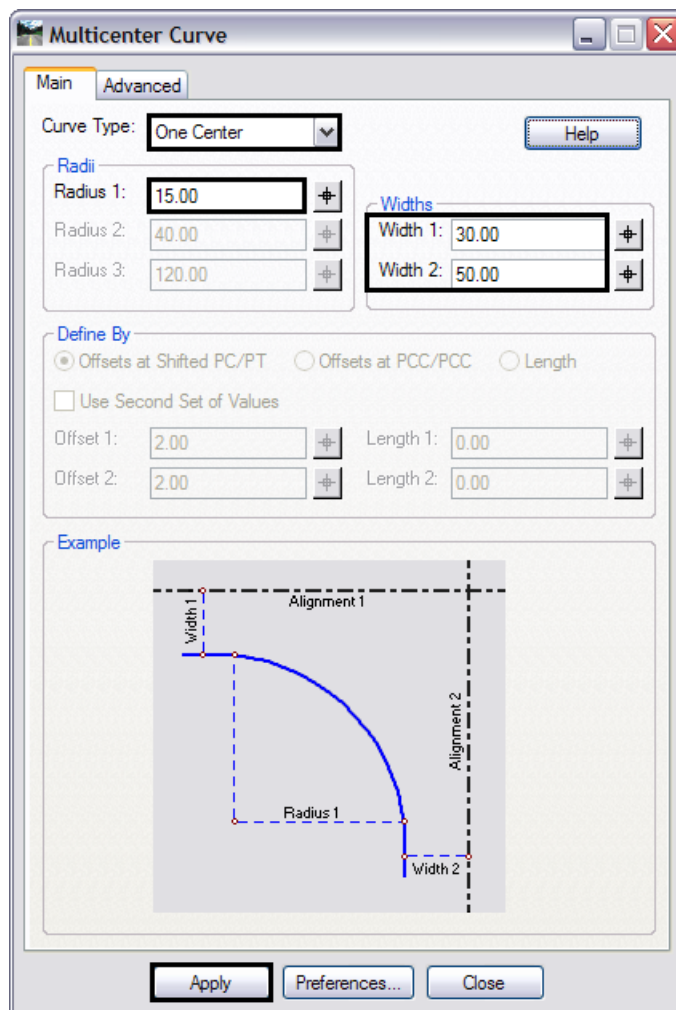 Multicenter Curve
Main
Advanced
Curve Type:
One Center
Help
Radii
Radius 1:
15.00
Radius 2:
40.00
Radius 3:
120.00
Widths
Width 1:
30.00
Width 2:
50.00
Define By
Offsets at Shifted PC/PT
Offsets at PCC/PCC
Length
Use Second Set of Values
Offset 1:
2.00
Length 1:
0.00
Offset 2:
2.00
Length 2:
0.00
Example
Alignment 1
Width 1
Alignment 2
Radius 1
Width 2
Apply
Preferences...
Close